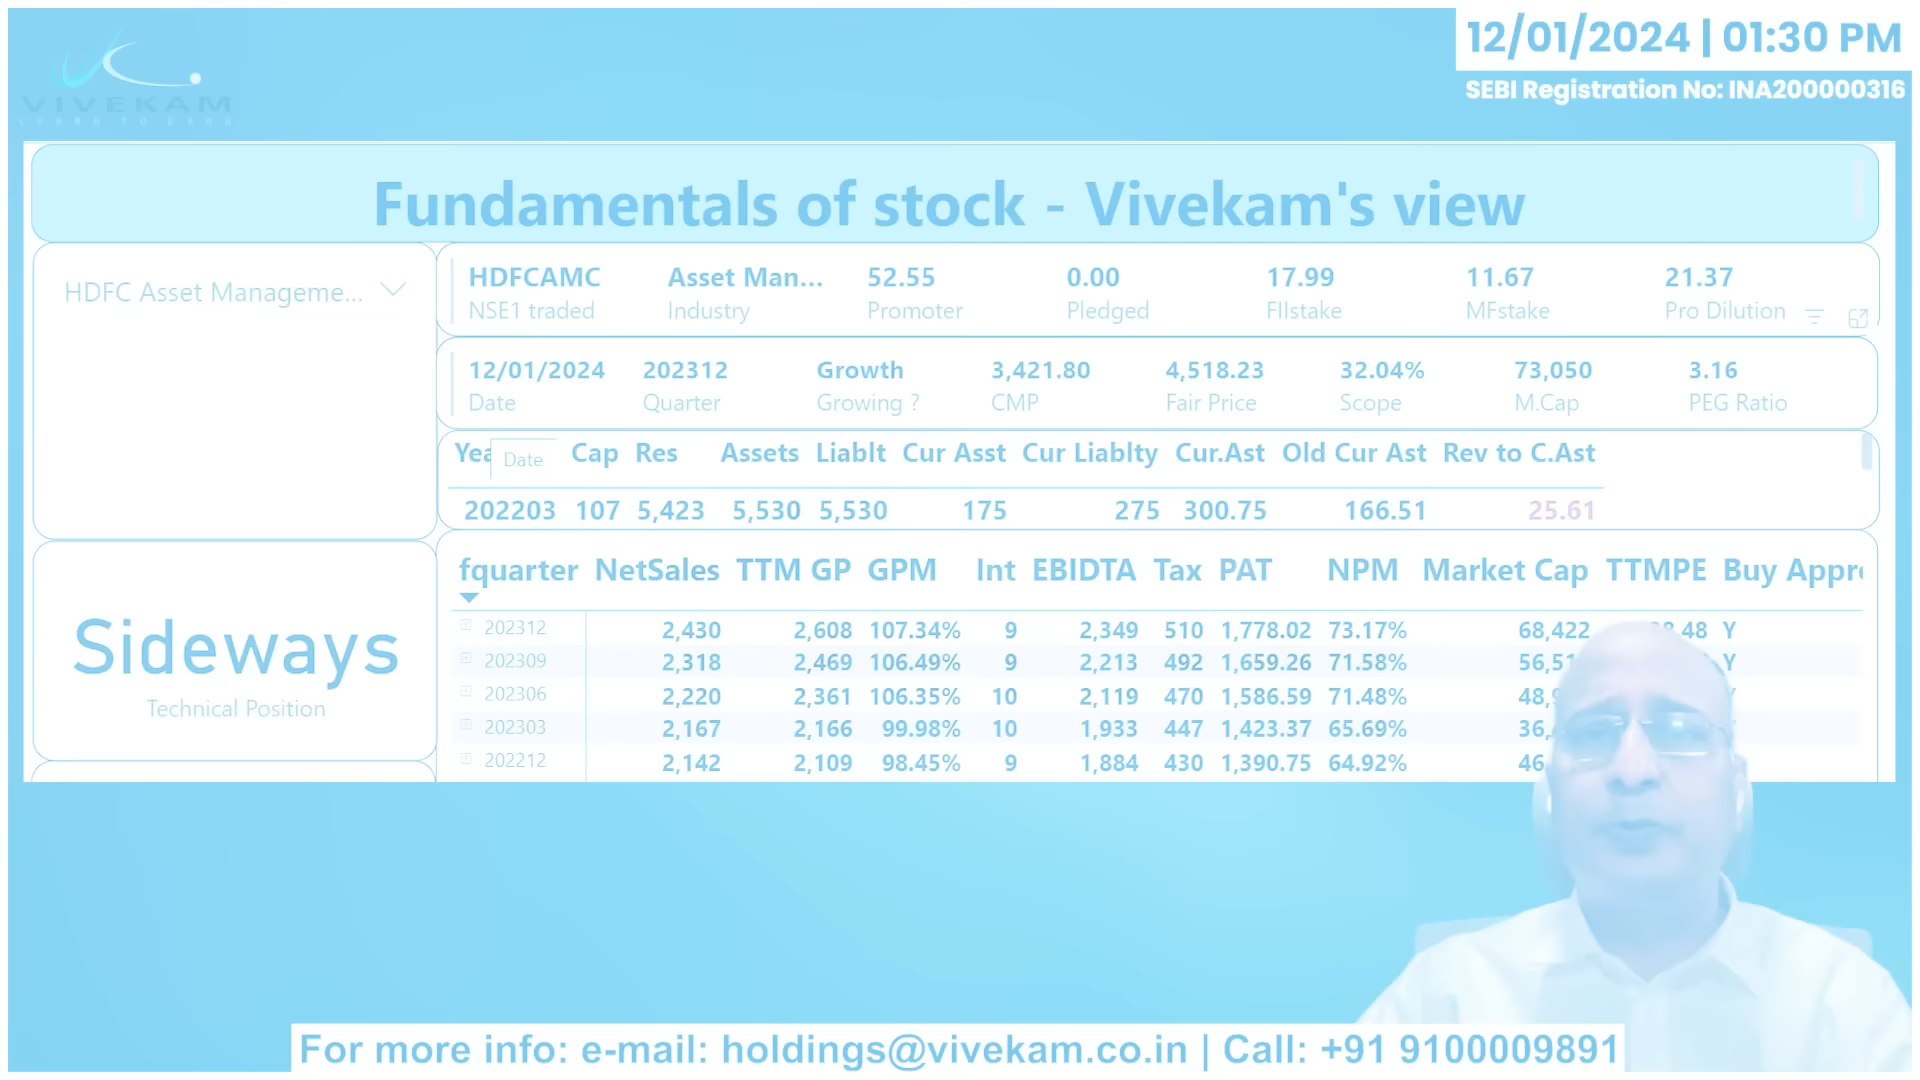 12/01/2024 | 01:30 PM
SEBI Registration No: INA200000316
VIVEKAM
LEARN TO EARN
Fundamentals of stock - Vivekam's view
HDFC Asset Manageme...
HDFCAMC Asset Man... 52.55 0.00 17.99 11.67 21.37
NSE1 traded Industry Promoter Pledged FIIstake MFstake Pro Dilution
12/01/2024 202312 Growth 3,421.80 4,518.23 32.04% 73,050 3.16
Date Quarter Growing ? CMP Fair Price Scope M.Cap PEG Ratio
Yea Date Cap Res Assets Liablt Cur Asst Cur Liablty Cur.Ast Old Cur Ast Rev to C.Ast
202203 107 5,423 5,530 5,530 175 275 300.75 166.51 25.61
Sideways
Technical Position
fquarter NetSales TTM GP GPM Int EBIDTA Tax PAT NPM Market Cap TTMPE Buy Appr
202312 2,430 2,608 107.34% 9 2,349 510 1,778.02 73.17% 68,422 Y
202309 2,318 2,469 106.49% 9 2,213 492 1,659.26 71.58% Y
202306 2,220 2,361 106.35% 10 2,119 470 1,586.59 71.48%
202303 2,167 2,166 99.98% 10 1,933 447 1,423.37 65.69%
202212 2,142 2,109 98.45% 9 1,884 430 1,390.75 64.92%
For more info: e-mail: holdings@vivekam.co.in | Call: +91 9100009891